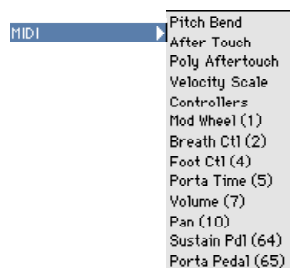 MIDI
Pitch Bend
After Touch
Poly Aftertouch
Velocity Scale
Controllers
Mod Wheel (1)
Breath Ctl (2)
Foot Ctl (4)
Porta Time (5)
Volume (7)
Pan (10)
Sustain Pdl (64)
Porta Pedal (65)